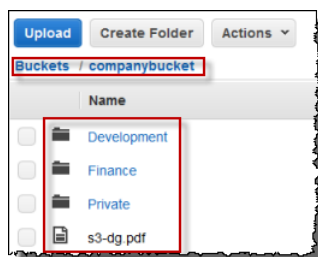 Upload Create Folder Actions
Buckets / companybucket
Name
Development
Finance
Private
s3-dg.pdf